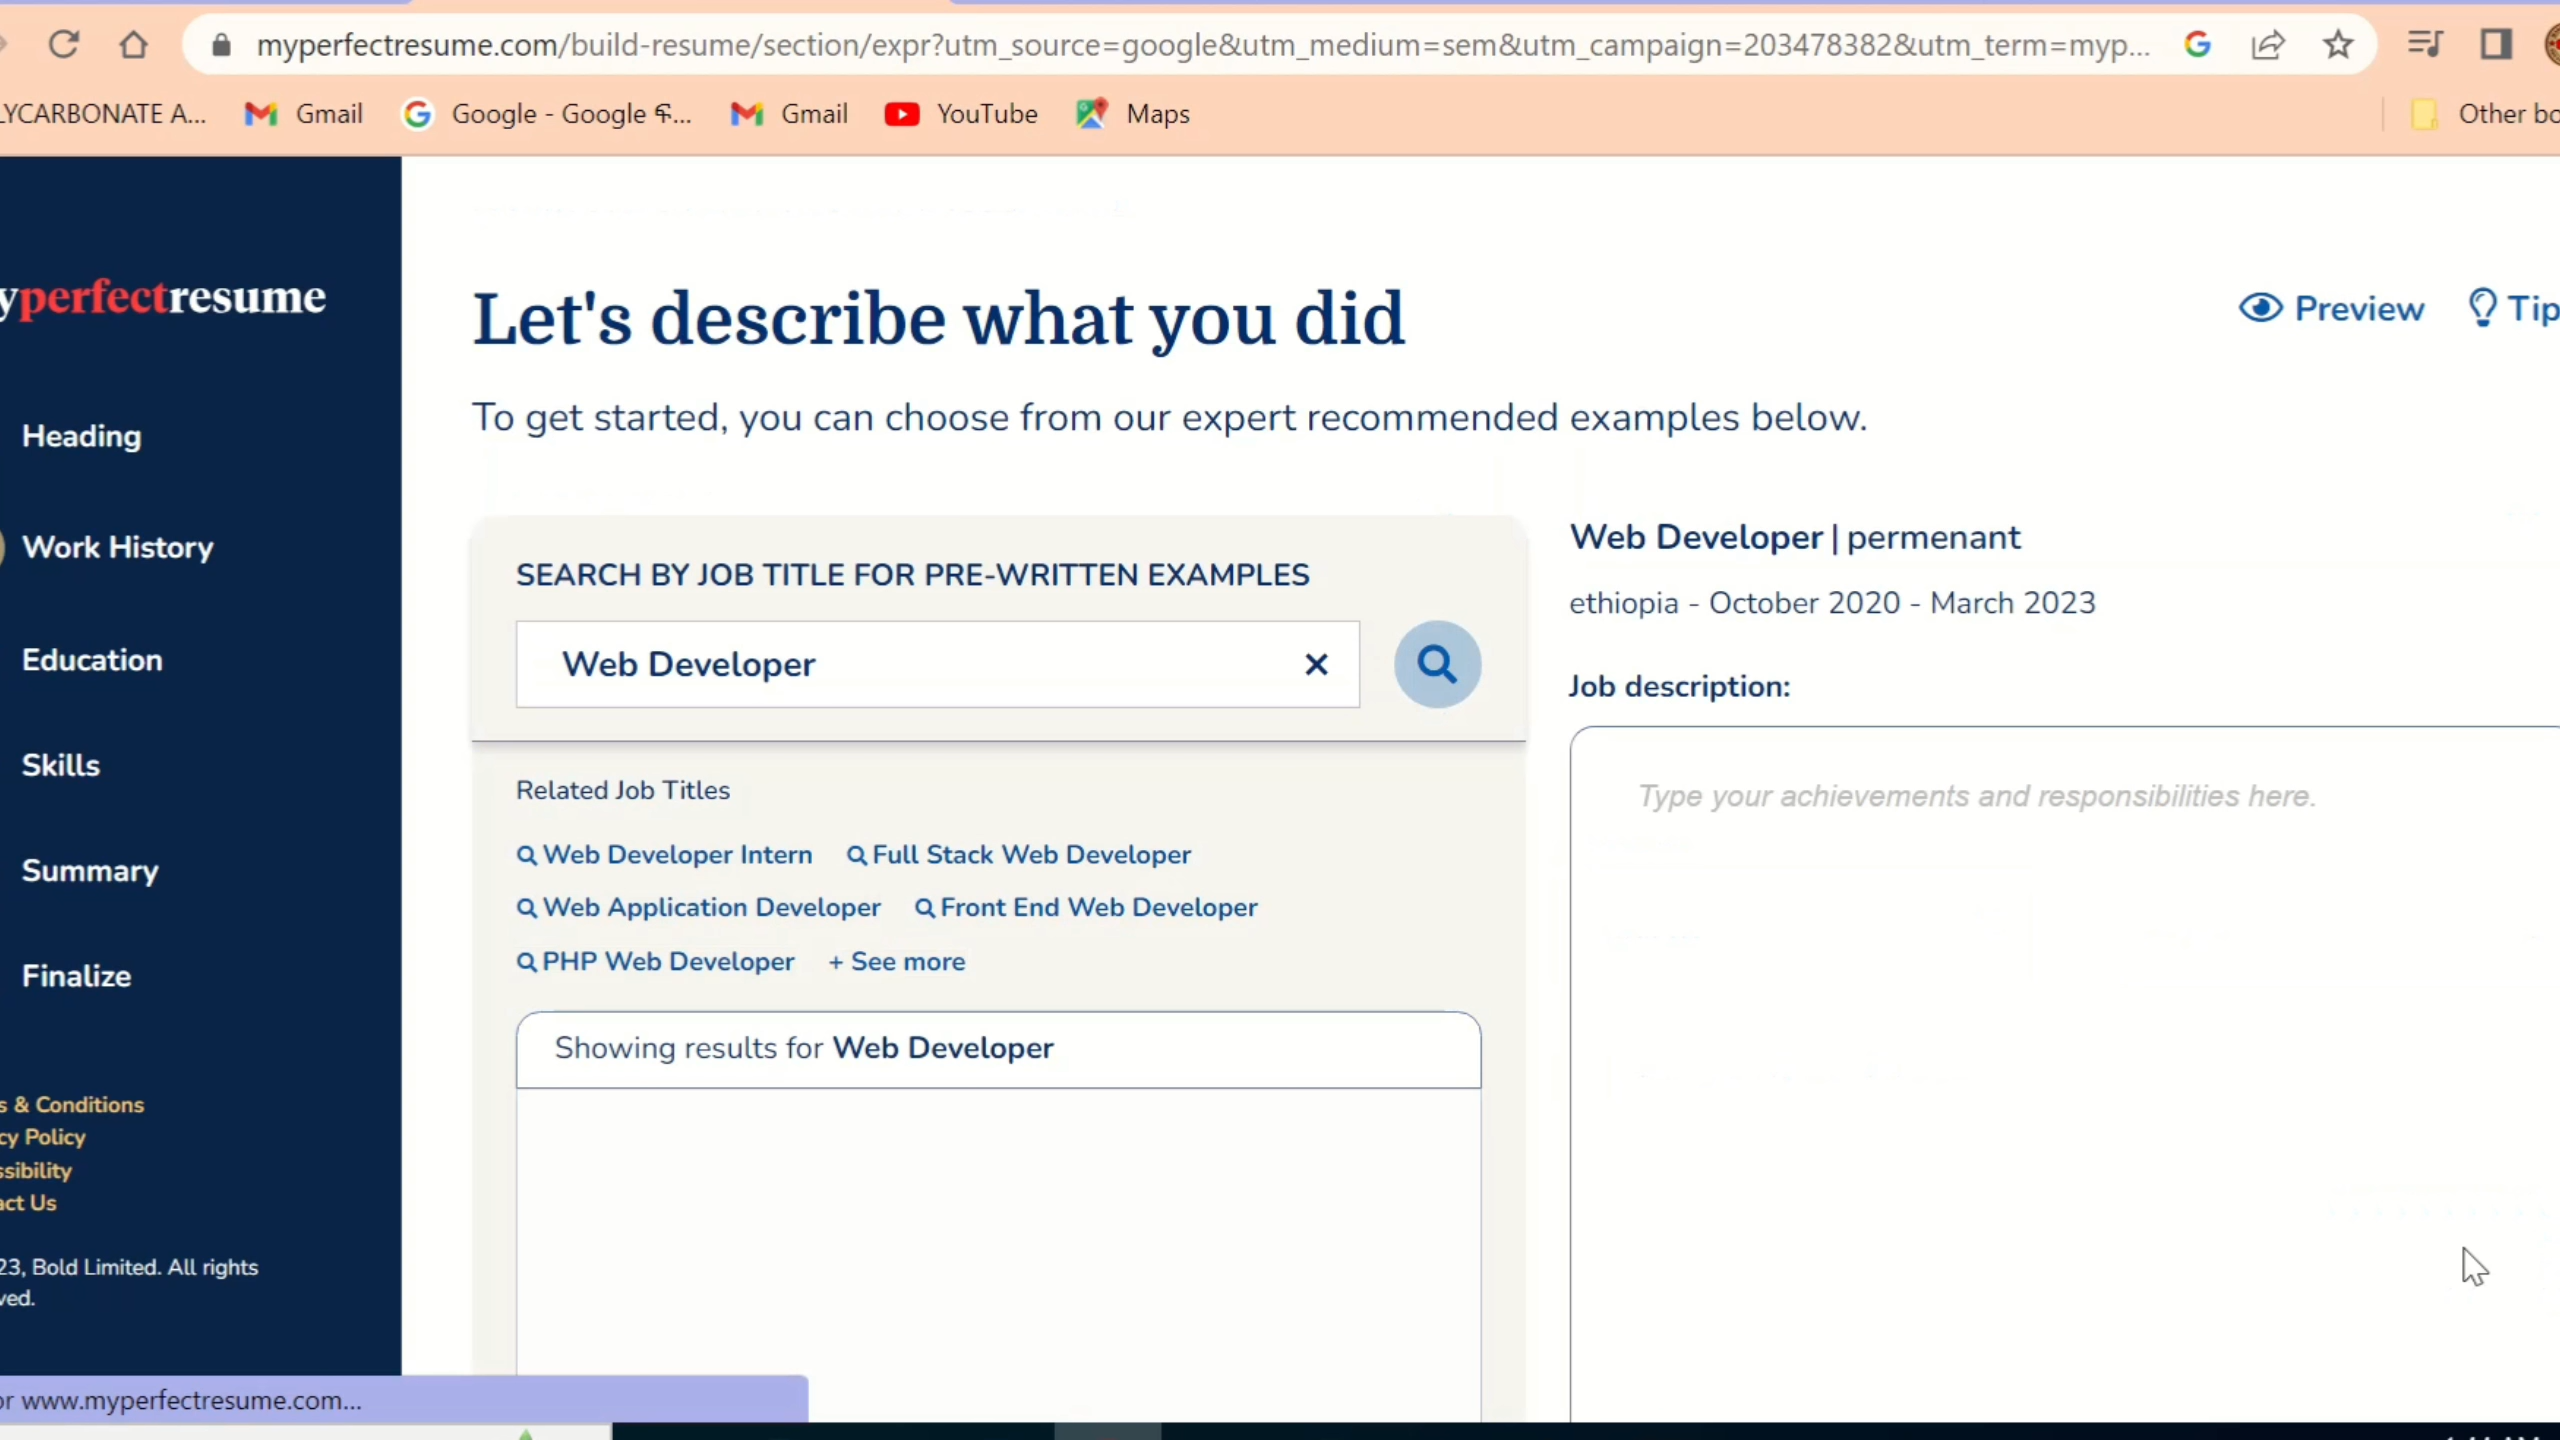 myperfectresume.com/build-resume/section/expr?utm_source=google&utm_medium=sem&utm_campaign=203478382&utm_term=myp...
LYCARBONATE A... Gmail Google - Google ፍ... Gmail YouTube Maps Other bo
yperfectresume
Heading
Work History
Education
Skills
Summary
Finalize
s & Conditions
cy Policy
ssibility
act Us
23, Bold Limited. All rights
ved.
Let's describe what you did
Preview Tip
To get started, you can choose from our expert recommended examples below.
SEARCH BY JOB TITLE FOR PRE-WRITTEN EXAMPLES
Web Developer
Related Job Titles
Web Developer Intern Full Stack Web Developer
Web Application Developer Front End Web Developer
PHP Web Developer + See more
Showing results for Web Developer
Web Developer | permenant
ethiopia - October 2020 - March 2023
Job description:
Type your achievements and responsibilities here.
or www.myperfectresume.com...